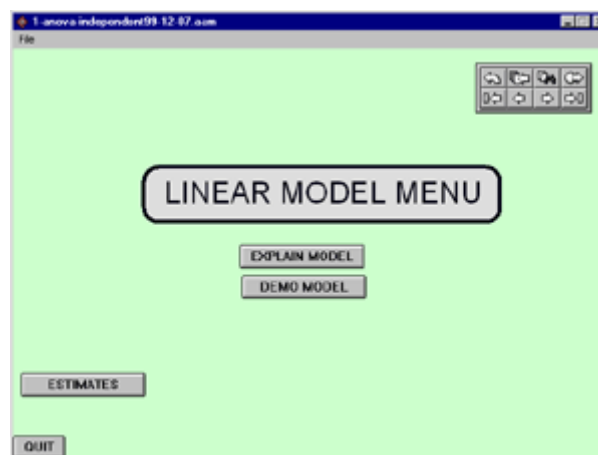 1-anova independent99-12-07.aam
File
LINEAR MODEL MENU
EXPLAIN MODEL
DEMO MODEL
ESTIMATES
QUIT